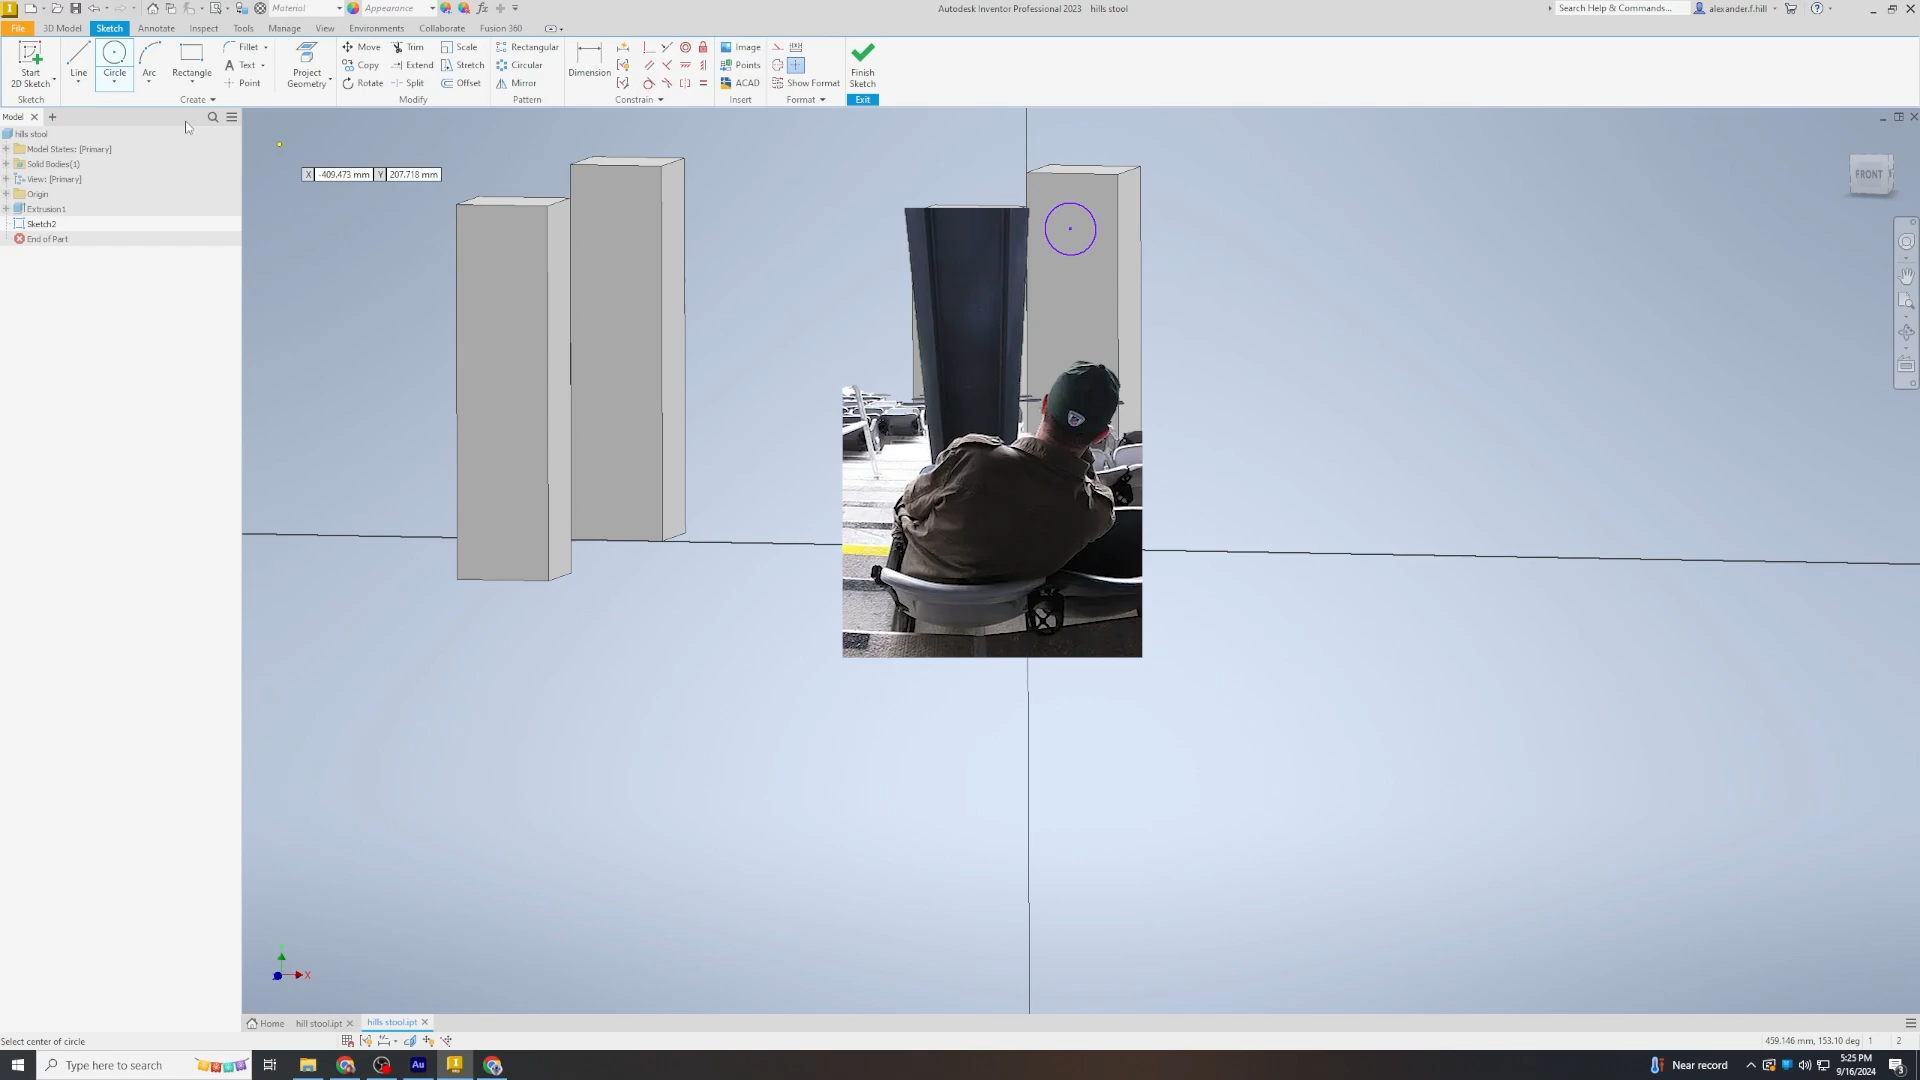 Material
Appearance
Autodesk Inventor Professional 2023 hills stool
Search Help & Commands...
alexander.f.hill
File 3D Model Sketch Annotate Inspect Tools Manage View Environments Collaborate Fusion 360
Start
2D Sketch
Line
Circle
Arc
Rectangle
Fillet
Text
Point
Project
Geometry
Move
Copy
Rotate
Trim
Extend
Split
Scale
Stretch
Offset
Rectangular
Circular
Mirror
Dimension
Image
Points
ACAD
Show Format
Finish
Sketch
Sketch
Create
Modify
Pattern
Constrain
Insert
Format
Exit
Model
hills stool
Model States: [Primary]
Solid Bodies(1)
View: [Primary]
Origin
Extrusion1
Sketch2
End of Part
X -409.473 mm Y 207.718 mm
FRONT
X
Home hill stool.ipt hills stool.ipt
Select center of circle
459.146 mm, 153.10 deg 1 2
Type here to search
Au
Near record
5:25 PM
9/16/2024
3